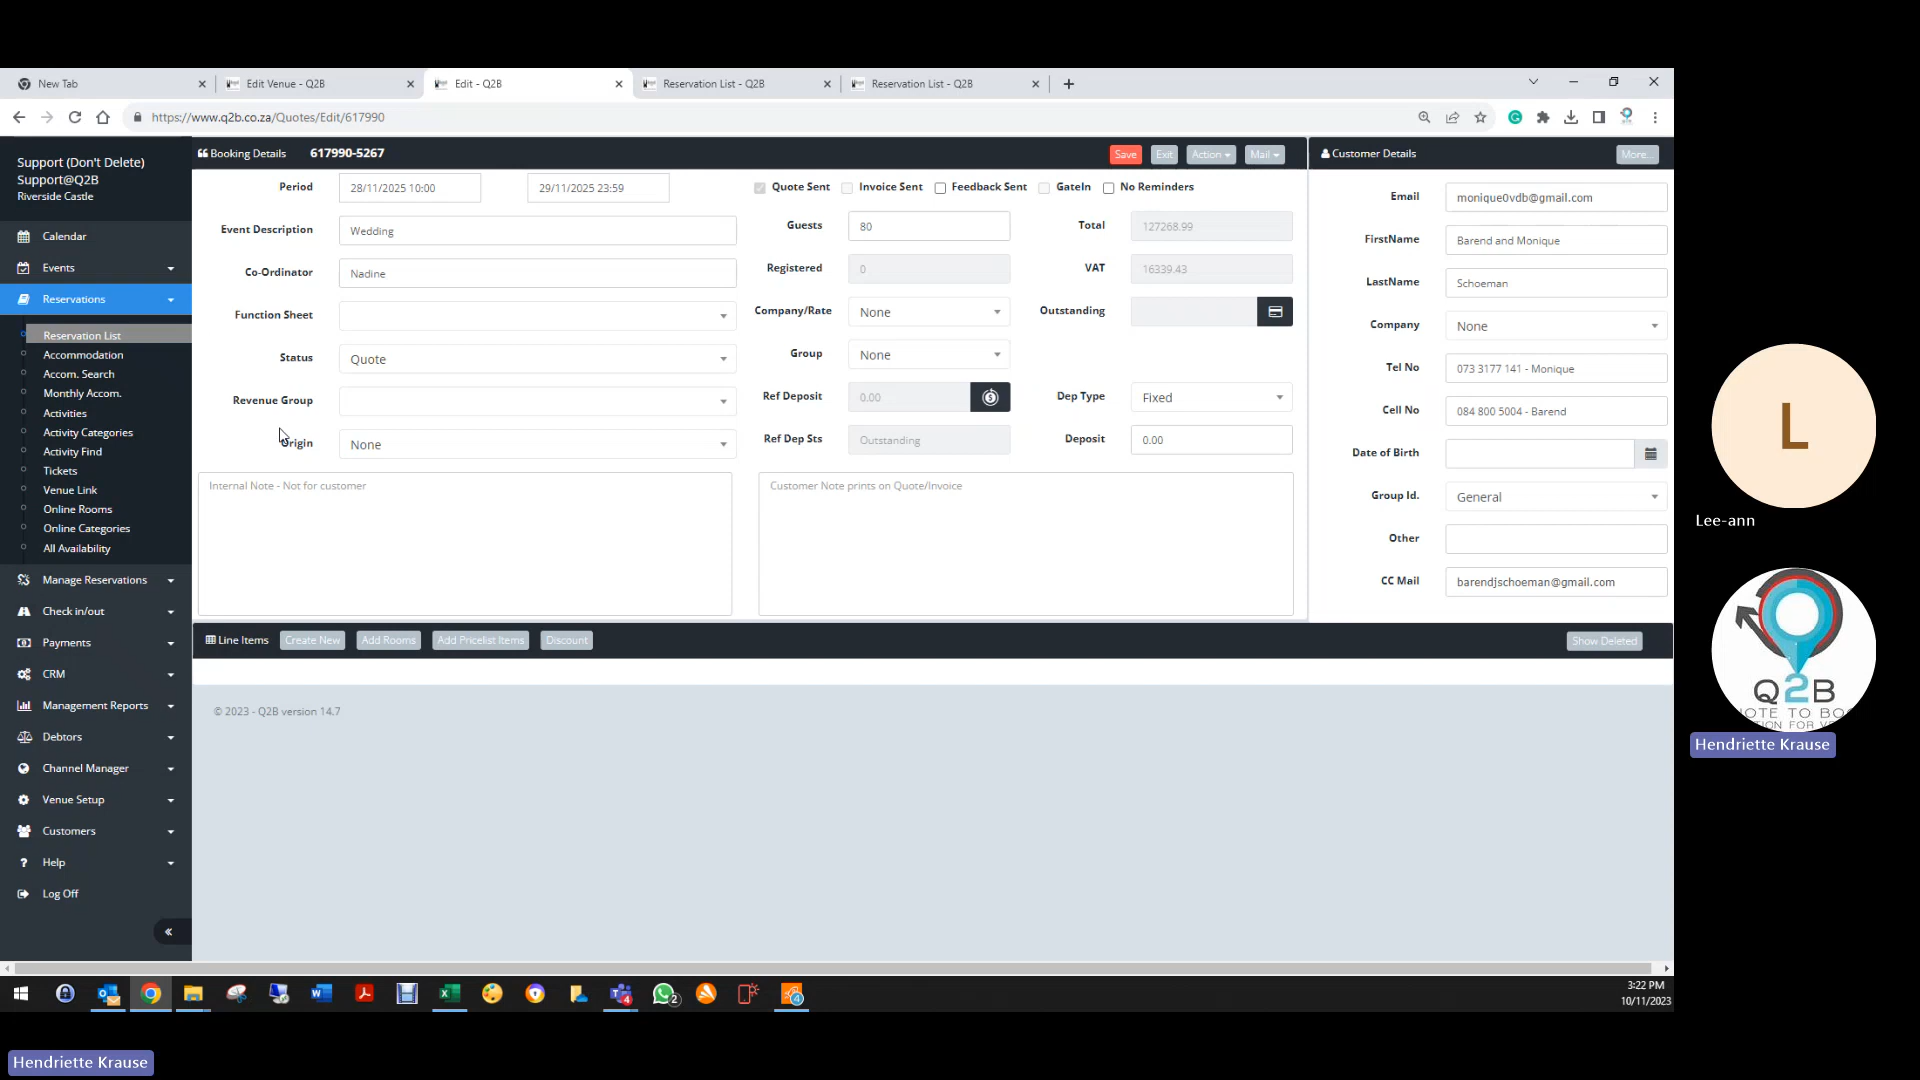 New Tab
Edit Venue - Q2B
Edit - Q2B
Reservation List - Q2B
Reservation List - Q2B
https://www.q2b.co.za/Quotes/Edit/617990
Support (Don't Delete)
Support@Q2B
Riverside Castle
Calendar
Events
Reservations
Reservation List
Accommodation
Accom. Search
Monthly Accom.
Activities
Activity Categories
Activity Find
Tickets
Venue Link
Online Rooms
Online Categories
All Availability
Manage Reservations
Check in/out
Payments
CRM
Management Reports
Debtors
Channel Manager
Venue Setup
Customers
Help
Log Off
Booking Details 617990-5267
Save Exit Action Mail
Period 28/11/2025 10:00 29/11/2025 23:59
Event Description Wedding
Co-Ordinator Nadine
Function Sheet
Status Quote
Revenue Group
Origin None
Quote Sent Invoice Sent Feedback Sent GateIn No Reminders
Guests 80 Total 127268.99
Registered 0 VAT 16339.43
Company/Rate None Outstanding
Group None
Ref Deposit 0.00 Dep Type Fixed
Ref Dep Sts Outstanding Deposit 0.00
Internal Note - Not for customer
Customer Note prints on Quote/Invoice
Customer Details More...
Email monique0vdb@gmail.com
FirstName Barend and Monique
LastName Schoeman
Company None
Tel No 073 3177 141 - Monique
Cell No 084 800 5004 - Barend
Date of Birth
Group Id. General
Other
CC Mail barendjschoeman@gmail.com
Line Items Create New Add Rooms Add Pricelist Items Discount Show Deleted
© 2023 - Q2B version 14.7
3:22 PM
10/11/2023
L
Lee-ann
Q2B
NOTE TO BO
TION FOR V
Hendriette Krause
Hendriette Krause